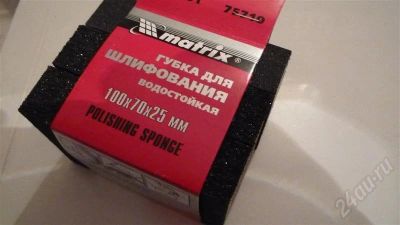 matrix®
ГУБКА ДЛЯ
ШЛИФОВАНИЯ
ВОДОСТОЙКАЯ
100x70x25 ММ
POLISHING SPONGE
24au.ru